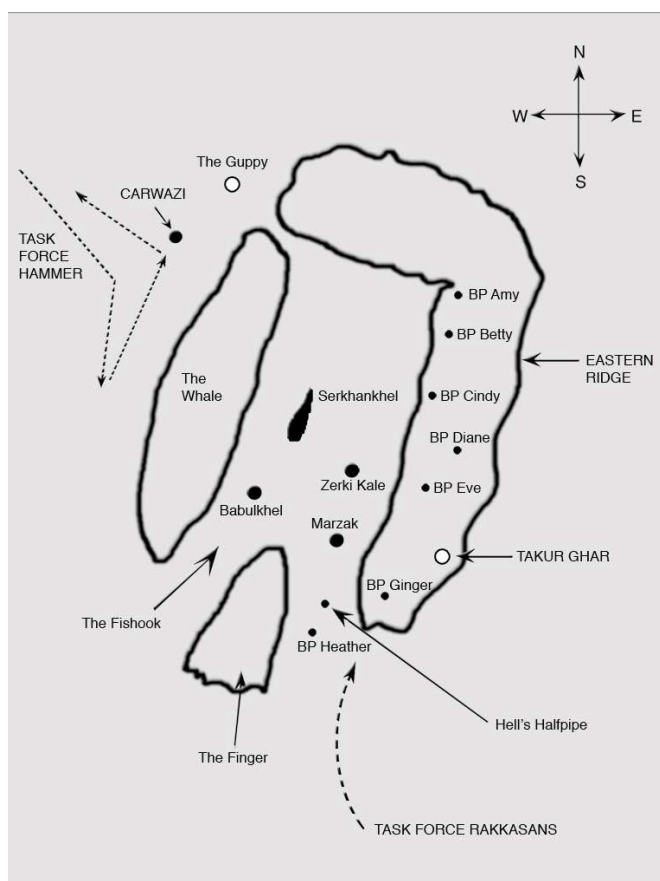 N
W
E
S
The Guppy
CARWAZI
TASK
FORCE
HAMMER
BP Amy
BP Betty
EASTERN
RIDGE
The
Whale
Serkhankhel
BP Cindy
BP Diane
Zerki Kale
BP Eve
Babulkhel
Marzak
TAKUR GHAR
BP Ginger
The Fishook
BP Heather
Hell's Halfpipe
The Finger
TASK FORCE RAKKASANS